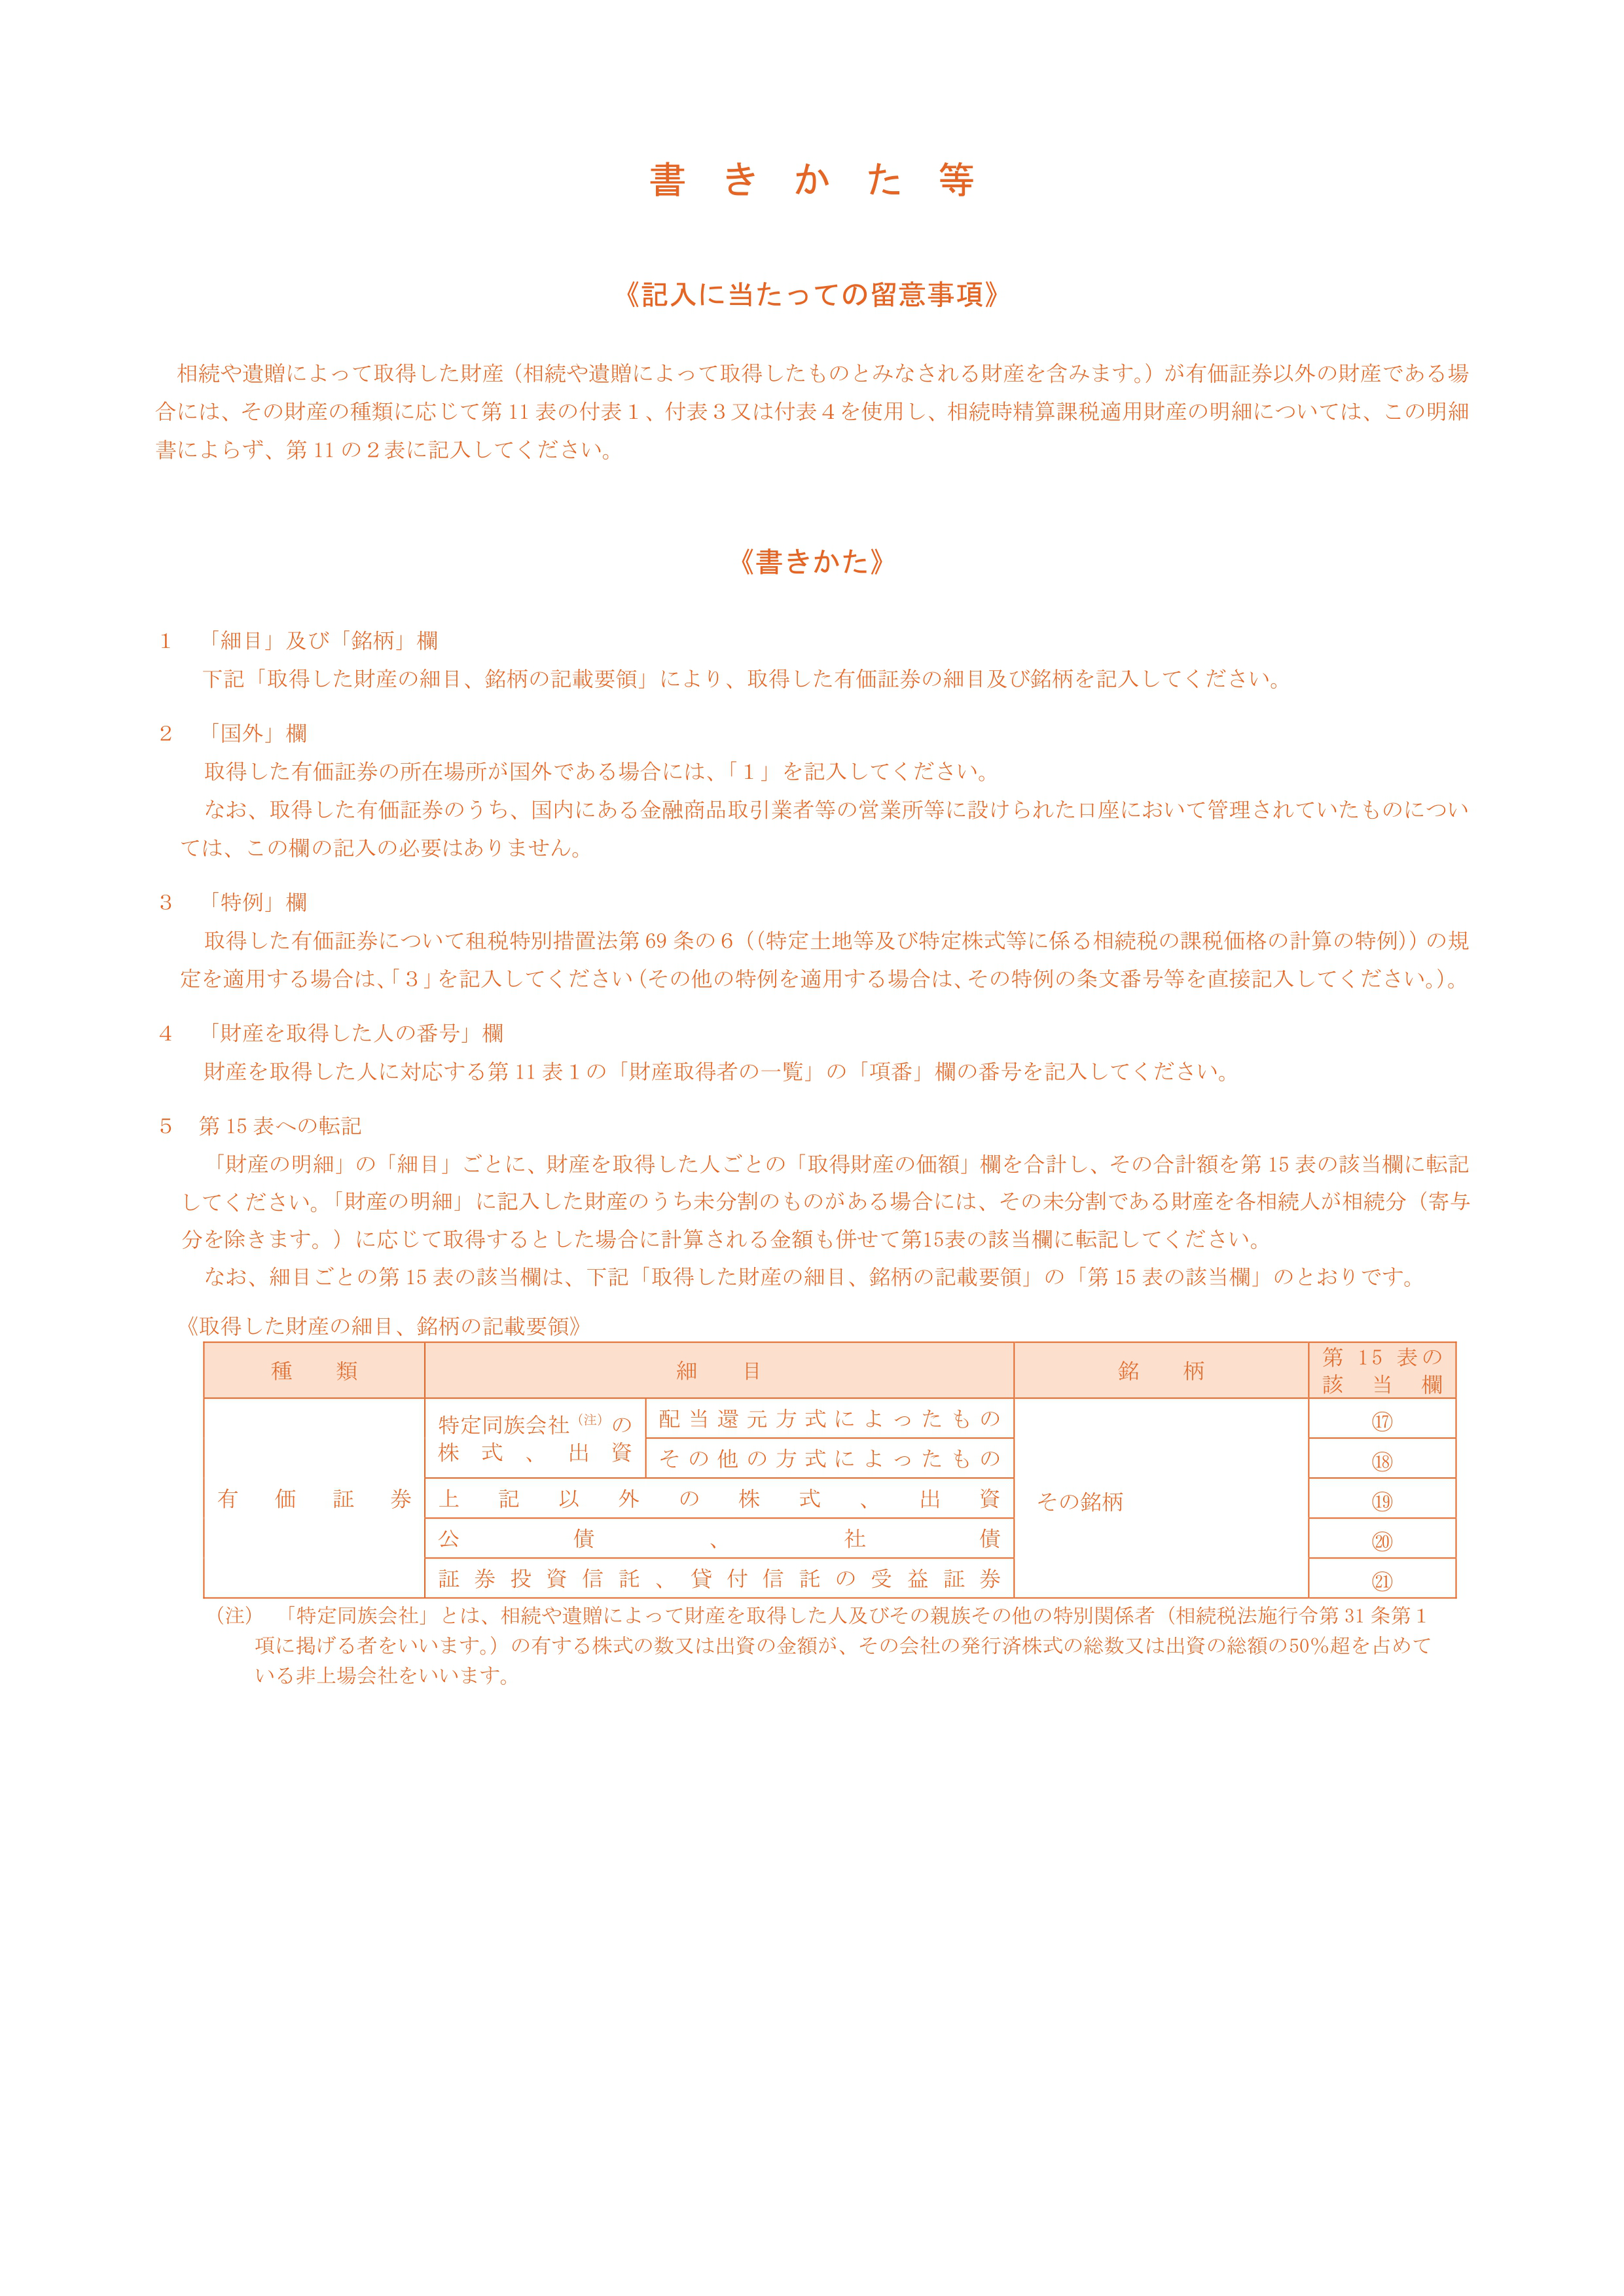 書きかた等
《記入に当たっての留意事項》
相続や遺贈によって取得した財産（相続や遺贈によって取得したものとみなされる財産を含みます。）が有価証券以外の財産である場
合には、その財産の種類に応じて第 11 表の付表１、付表３又は付表４を使用し、相続時精算課税適用財産の明細については、この明細
書によらず、第 11 の２表に記入してください。
《書きかた》
１　「細目」及び「銘柄」欄
下記「取得した財産の細目、銘柄の記載要領」により、取得した有価証券の細目及び銘柄を記入してください。
２　「国外」欄
取得した有価証券の所在場所が国外である場合には、「１」を記入してください。
なお、取得した有価証券のうち、国内にある金融商品取引業者等の営業所等に設けられた口座において管理されていたものについ
ては、この欄の記入の必要はありません。
３　「特例」欄
取得した有価証券について租税特別措置法第 69 条の６（（特定土地等及び特定株式等に係る相続税の課税価格の計算の特例））の規
定を適用する場合は、「３」を記入してください（その他の特例を適用する場合は、その特例の条文番号等を直接記入してください。）。
４　「財産を取得した人の番号」欄
財産を取得した人に対応する第 11 表１の「財産取得者の一覧」の「項番」欄の番号を記入してください。
５　第 15 表への転記
「財産の明細」の「細目」ごとに、財産を取得した人ごとの「取得財産の価額」欄を合計し、その合計額を第 15 表の該当欄に転記
してください。「財産の明細」に記入した財産のうち未分割のものがある場合には、その未分割である財産を各相続人が相続分（寄与
分を除きます。）に応じて取得するとした場合に計算される金額も併せて第15表の該当欄に転記してください。
なお、細目ごとの第 15 表の該当欄は、下記「取得した財産の細目、銘柄の記載要領」の「第 15 表の該当欄」のとおりです。
《取得した財産の細目、銘柄の記載要領》
種類　細目　銘柄　第 15 表の
該当欄
有価証券
特定同族会社（注）の
株式、出資
配当還元方式によったもの　⑰
その他の方式によったもの　⑱
上記以外の株式、出資　その銘柄　⑲
公債、社債　⑳
証券投資信託、貸付信託の受益証券　㉑
（注）　「特定同族会社」とは、相続や遺贈によって財産を取得した人及びその親族その他の特別関係者（相続税法施行令第 31 条第１
項に掲げる者をいいます。）の有する株式の数又は出資の金額が、その会社の発行済株式の総数又は出資の総額の50％超を占めて
いる非上場会社をいいます。